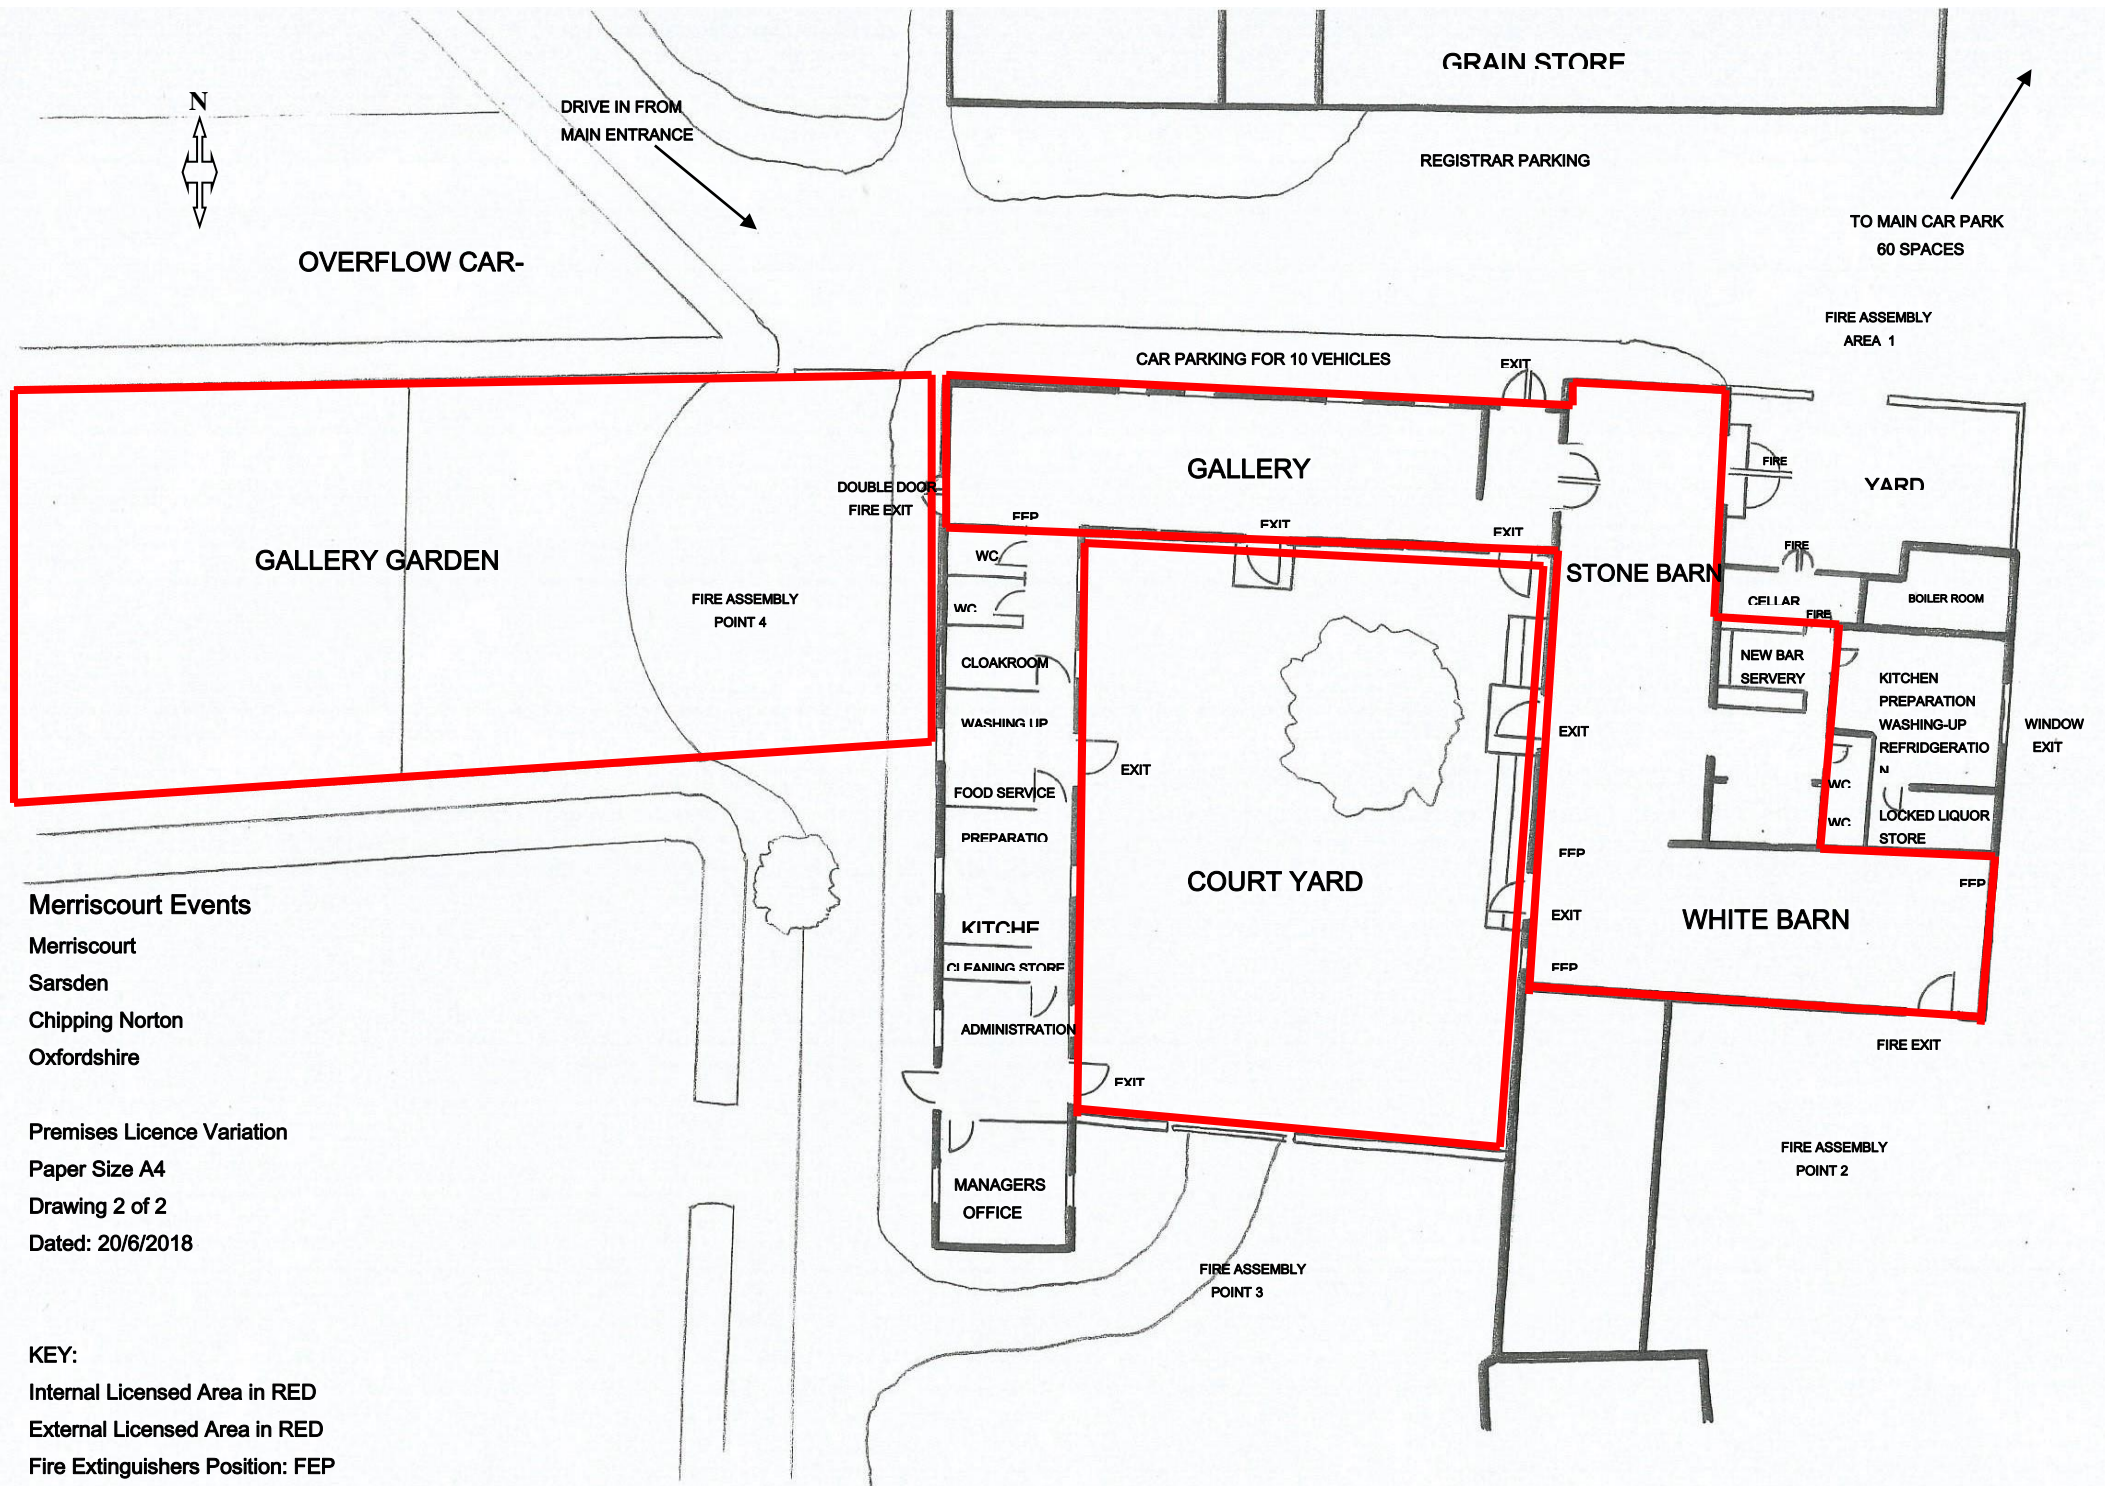 GRAIN STORE
N
DRIVE IN FROM
MAIN ENTRANCE
REGISTRAR PARKING
TO MAIN CAR PARK
60 SPACES
OVERFLOW CAR-
FIRE ASSEMBLY
AREA 1
CAR PARKING FOR 10 VEHICLES
EXIT
GALLERY
FIRE
YARD
DOUBLE DOOR
FIRE EXIT
FEP
EXIT
EXIT
GALLERY GARDEN
WC
FIRE
STONE BARN
FIRE ASSEMBLY
POINT 4
WC
CELLAR
BOILER ROOM
FIRE
CLOAKROOM
NEW BAR
SERVERY
KITCHEN
PREPARATION
WASHING-UP
REFRIDGERATIO
N
WASHING UP
EXIT
WINDOW
EXIT
EXIT
FOOD SERVICE
WC
PREPARATIO
WC
LOCKED LIQUOR
STORE
FEP
COURT YARD
FEP
EXIT
WHITE BARN
KITCHE
CLEANING STORE
FEP
ADMINISTRATION
FIRE EXIT
EXIT
FIRE ASSEMBLY
POINT 2
MANAGERS
OFFICE
FIRE ASSEMBLY
POINT 3
Merriscourt Events
Merriscourt
Sarsden
Chipping Norton
Oxfordshire
Premises Licence Variation
Paper Size A4
Drawing 2 of 2
Dated: 20/6/2018
KEY:
Internal Licensed Area in RED
External Licensed Area in RED
Fire Extinguishers Position: FEP